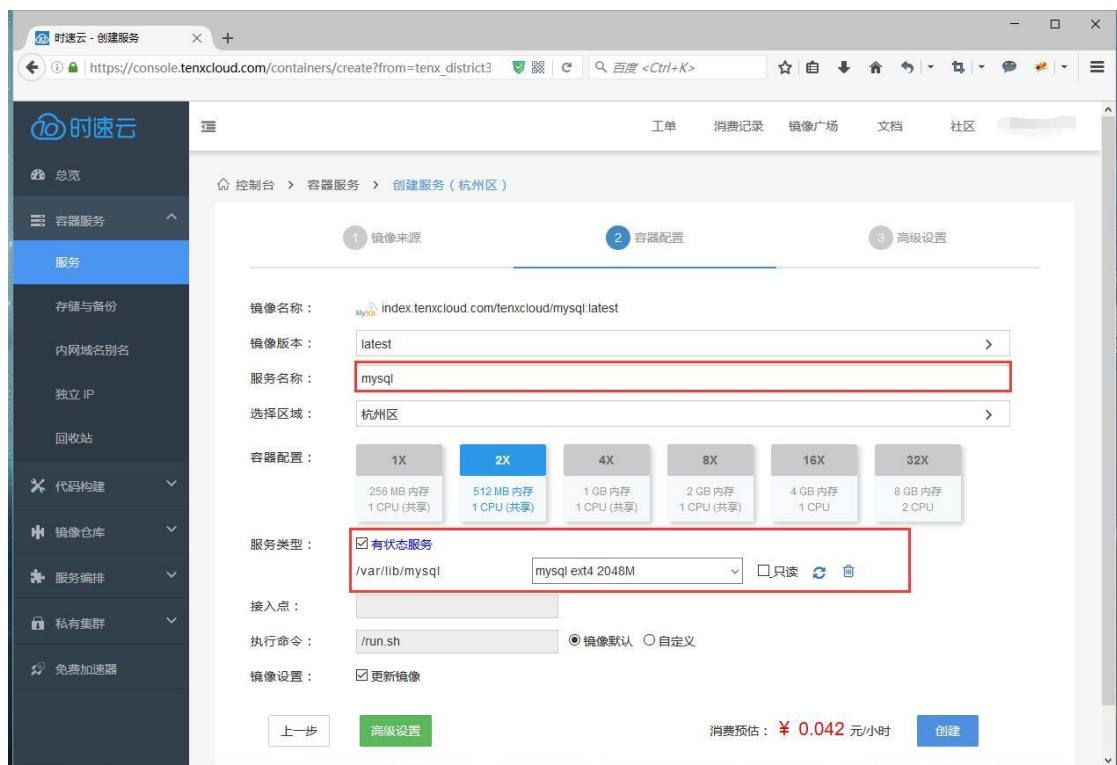 时速云 - 创建服务
https://console.tenxcloud.com/containers/create?from=tenx_district3
百度 <Ctrl+K>
时速云
工单 消费记录 镜像广场 文档 社区
总览
控制台 > 容器服务 > 创建服务（杭州区）
容器服务
1 镜像来源 2 容器配置 3 高级设置
服务
存储与备份
内网域名别名
独立 IP
回收站
代码构建
镜像仓库
服务编排
私有集群
免费加速器
镜像名称： MySQL index.tenxcloud.com/tenxcloud/mysql:latest
镜像版本： latest
服务名称： mysql
选择区域： 杭州区
容器配置： 1X 2X 4X 8X 16X 32X
256 MB 内存 512 MB 内存 1 GB 内存 2 GB 内存 4 GB 内存 8 GB 内存
1 CPU (共享) 1 CPU (共享) 1 CPU (共享) 1 CPU (共享) 1 CPU 2 CPU
服务类型： 有状态服务
/var/lib/mysql mysql ext4 2048M 只读
接入点：
执行命令： /run.sh 镜像默认 自定义
镜像设置： 更新镜像
上一步 高级设置 消费预估： ¥ 0.042 元/小时 创建